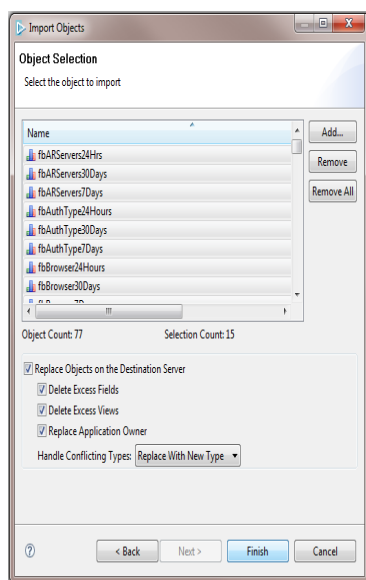 Import Objects
Object Selection
Select the object to import
Name
Add...
fbARServers24Hrs
fbARServers30Days
Remove
fbARServers7Days
Remove All
fbAuthType24Hours
fbAuthType30Days
fbAuthType7Days
fbBrowser24Hours
fbBrowser30Days
Object Count: 77 Selection Count: 15
Replace Objects on the Destination Server
Delete Excess Fields
Delete Excess Views
Replace Application Owner
Handle Conflicting Types: Replace With New Type
< Back Next > Finish Cancel